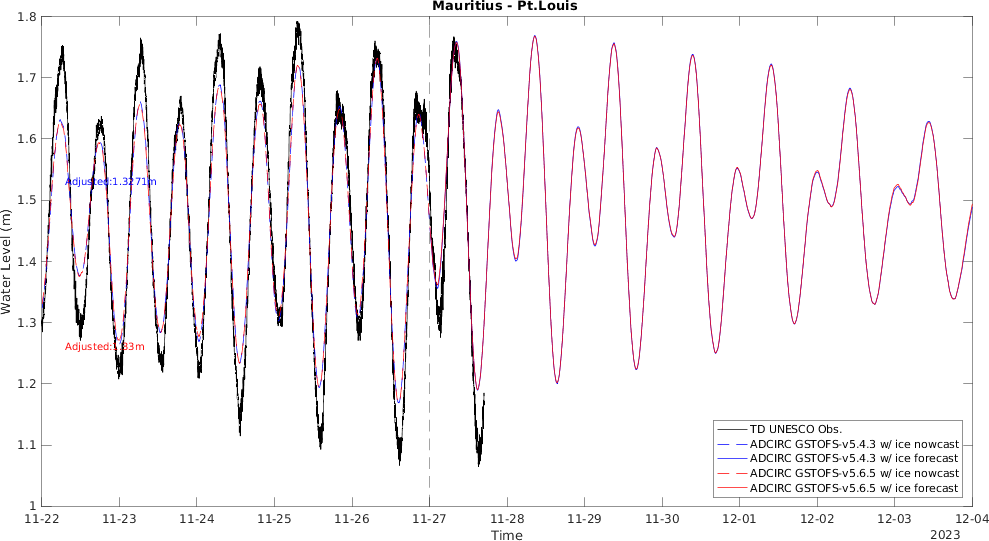 Mauritius - Pt.Louis
1.8
1.7
1.6
1.5
1.4
1.3
1.2
1.1
1
Water Level (m)
Adjusted:1.3271m
TD UNESCO Obs.
ADCIRC GSTOFS-v5.4.3 w/ ice nowcast
ADCIRC GSTOFS-v5.4.3 w/ ice forecast
ADCIRC GSTOFS-v5.6.5 w/ ice nowcast
ADCIRC GSTOFS-v5.6.5 w/ ice forecast
11-22 11-23 11-24 11-25 11-26 11-27 11-28 11-29 11-30 12-01 12-02 12-03 12-04
Time
2023